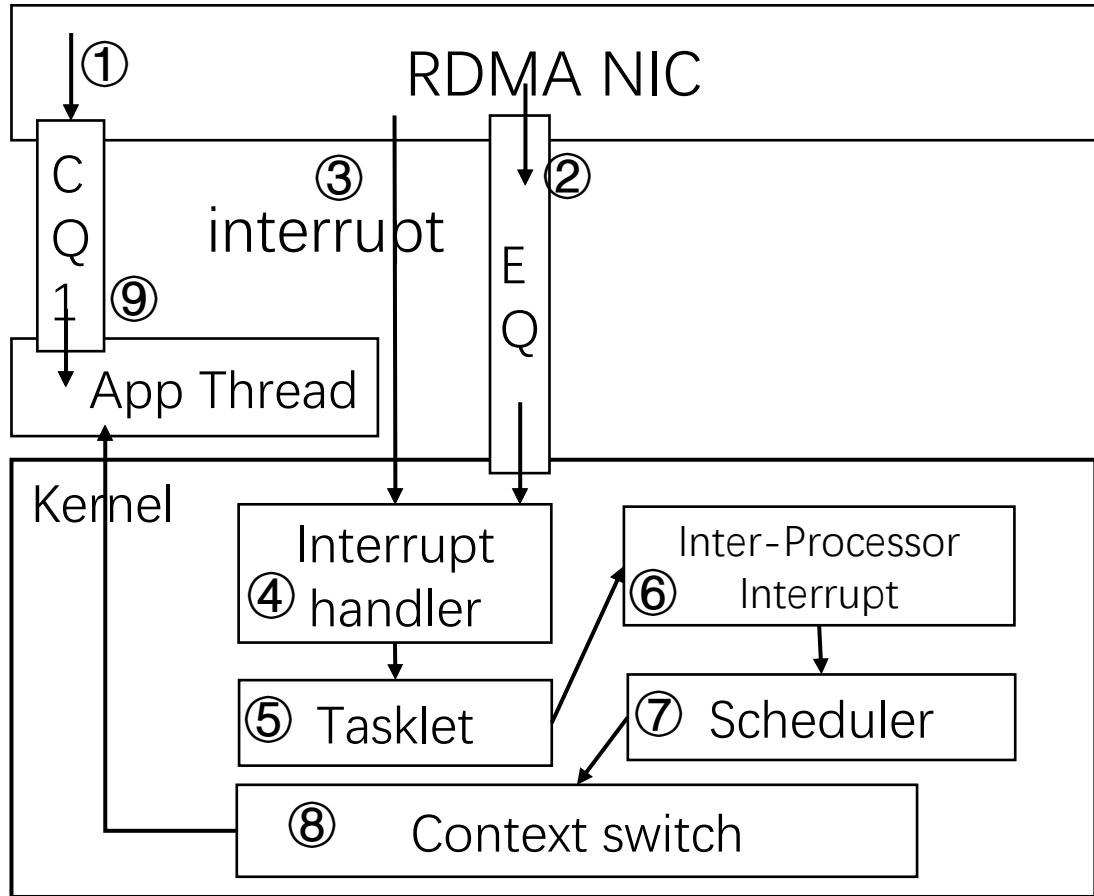 ①
RDMA NIC
C
Q
1
③
interrupt
②
E
Q
⑨
App Thread
Kernel
Interrupt
④ handler
Inter-Processor
⑥ Interrupt
⑤ Tasklet
⑦ Scheduler
⑧ Context switch